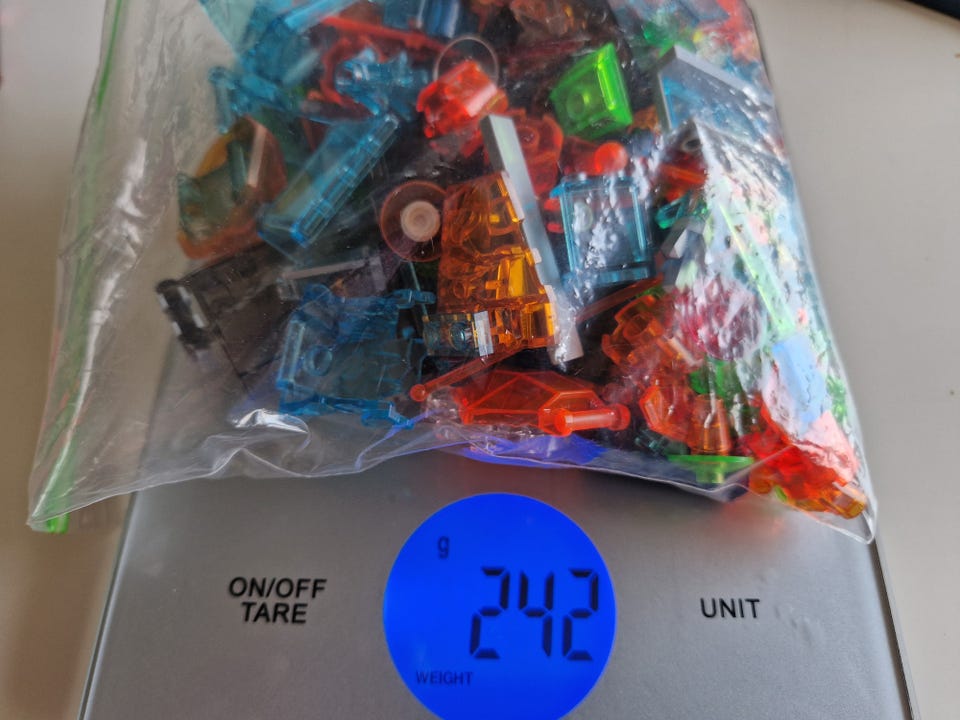 g
ON/OFF
TARE
242
UNIT
WEIGHT